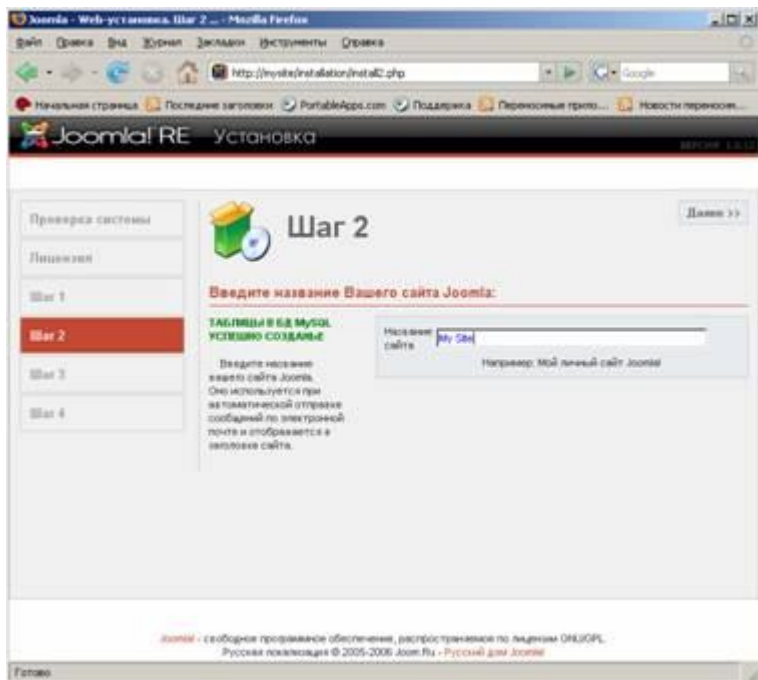 Joomla - Web-установка. Шаг 2 ... - Mozilla Firefox
Файл Правка Вид Журнал Закладки Инструменты Справка
http://mysite/installation/install2.php
Google
Начальная страница Последние заголовки PortableApps.com Поддержка Переносимые прило... Новости переносим...
Joomla! RE Установка
Проверка системы
Лицензия
Шаг 1
Шаг 2
Шаг 3
Шаг 4
Шаг 2
Далее >>
Введите название Вашего сайта Joomla:
ТАБЛИЦЫ В БД MySQL
УСПЕШНО СОЗДАНЫ
Введите название
вашего сайта Joomla.
Оно используется при
автоматической отправке
сообщений по электронной
почте и отображается в
заголовке сайта.
Название
сайта
My Site
Например: Мой личный сайт Joomla!
Joomla! - свободное программное обеспечение, распространяемое по лицензии GNU/GPL.
Русская локализация © 2005-2006 Joom.Ru - Русский дом Joomla!
Готово